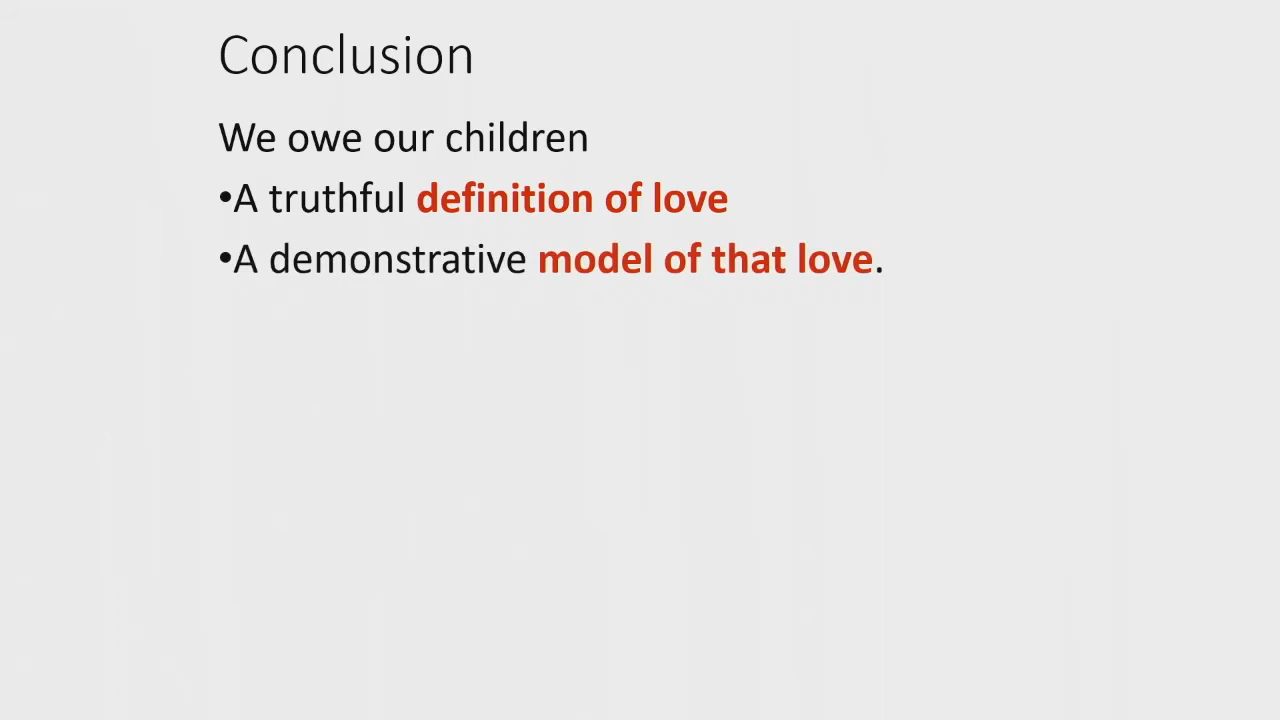 Conclusion
We owe our children
•A truthful definition of love
•A demonstrative model of that love.